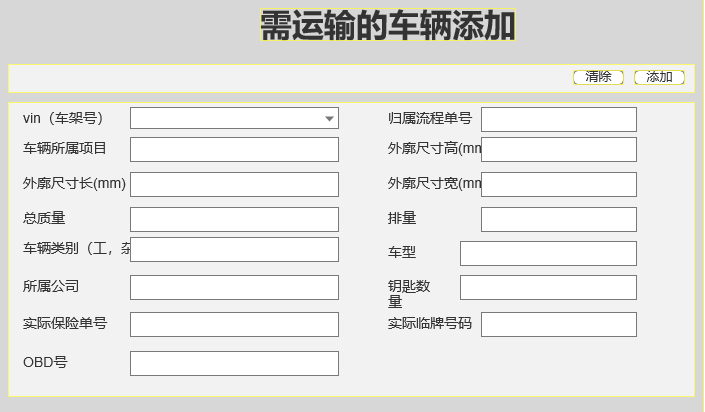 需运输的车辆添加
清除 添加
vin（车架号） 归属流程单号
车辆所属项目 外廓尺寸高(mm
外廓尺寸长(mm) 外廓尺寸宽(mm
总质量 排量
车辆类别（工，杂 车型
所属公司 钥匙数
量
实际保险单号 实际临牌号码
OBD号